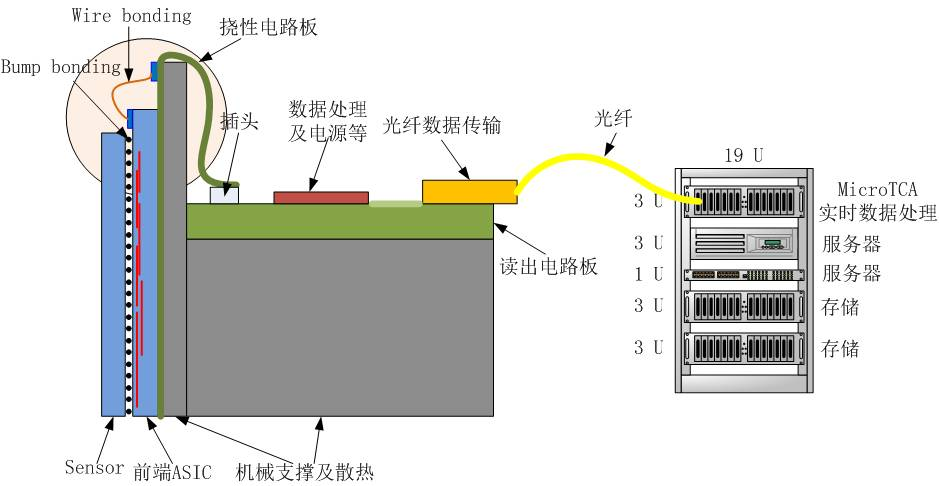 Wire bonding
挠性电路板
Bump bonding
插头
数据处理
及电源等
光纤数据传输
光纤
19 U
3 U
MicroTCA
实时数据处理
3 U
服务器
读出电路板
1 U
服务器
3 U
存储
3 U
存储
Sensor
前端ASIC
机械支撑及散热